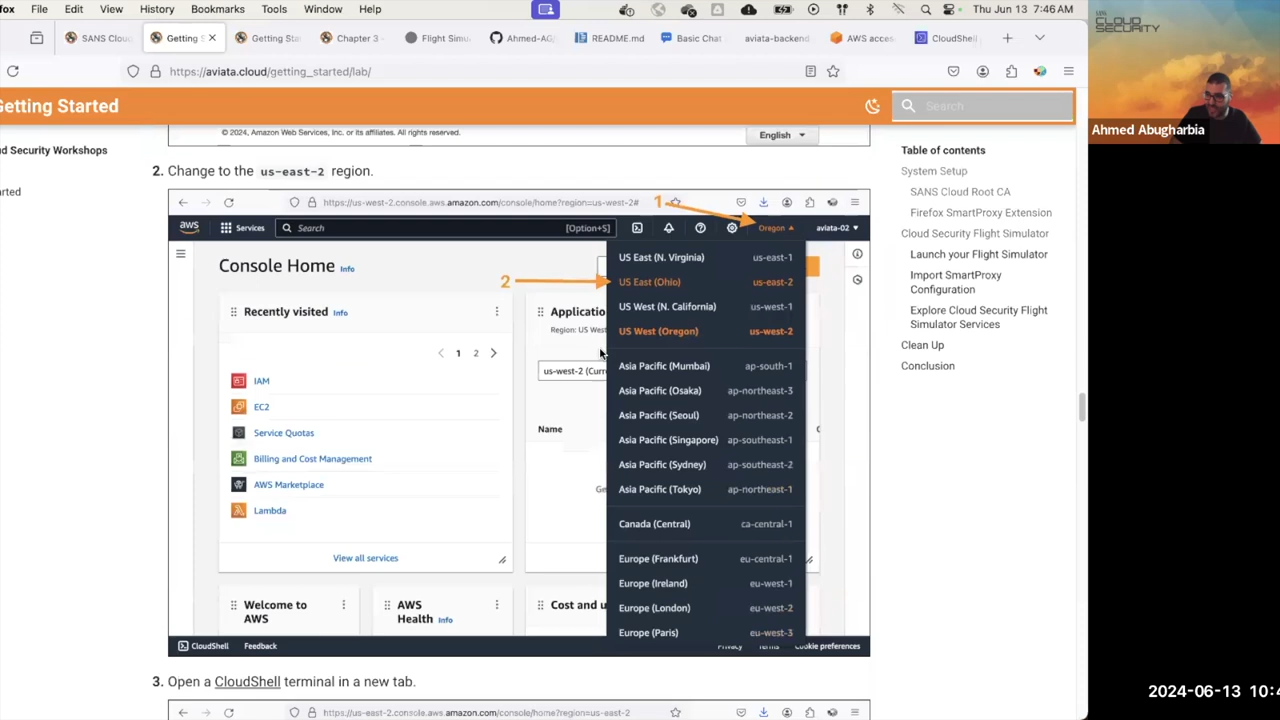 fox File Edit View History Bookmarks Tools Window Help Thu Jun 13 7:46 AM
SANS Clou Getting S Getting Sta Chapter 3 - Flight Simu Ahmed-AG/ README.md Basic Chat aviata-backend AWS acces CloudShell
https://aviata.cloud/getting_started/lab/
Getting Started
Search
CLOUD
SECURITY
Ahmed Abugharbia
d Security Workshops
arted
© 2024, Amazon Web Services, Inc. or its affiliates. All rights reserved.
English
2. Change to the us-east-2 region.
https://us-west-2.console.aws.amazon.com/console/home?region=us-west-2#
1
aws Services Search [Option+S] Oregon aviata-02
Console Home Info
2
Recently visited Info
1 2
IAM
EC2
Service Quotas
Billing and Cost Management
AWS Marketplace
Lambda
View all services
Applicatio
Region: US West
us-west-2 (Curr
Name
Ge
US East (N. Virginia) us-east-1
US East (Ohio) us-east-2
US West (N. California) us-west-1
US West (Oregon) us-west-2
Asia Pacific (Mumbai) ap-south-1
Asia Pacific (Osaka) ap-northeast-3
Asia Pacific (Seoul) ap-northeast-2
Asia Pacific (Singapore) ap-southeast-1
Asia Pacific (Sydney) ap-southeast-2
Asia Pacific (Tokyo) ap-northeast-1
Canada (Central) ca-central-1
Europe (Frankfurt) eu-central-1
Europe (Ireland) eu-west-1
Europe (London) eu-west-2
Europe (Paris) eu-west-3
Welcome to
AWS
AWS
Health Info
Cost and u
CloudShell Feedback Privacy Terms Cookie preferences
3. Open a CloudShell terminal in a new tab.
https://us-east-2.console.aws.amazon.com/console/home?region=us-east-2
Table of contents
System Setup
SANS Cloud Root CA
Firefox SmartProxy Extension
Cloud Security Flight Simulator
Launch your Flight Simulator
Import SmartProxy
Configuration
Explore Cloud Security Flight
Simulator Services
Clean Up
Conclusion
2024-06-13 10:4